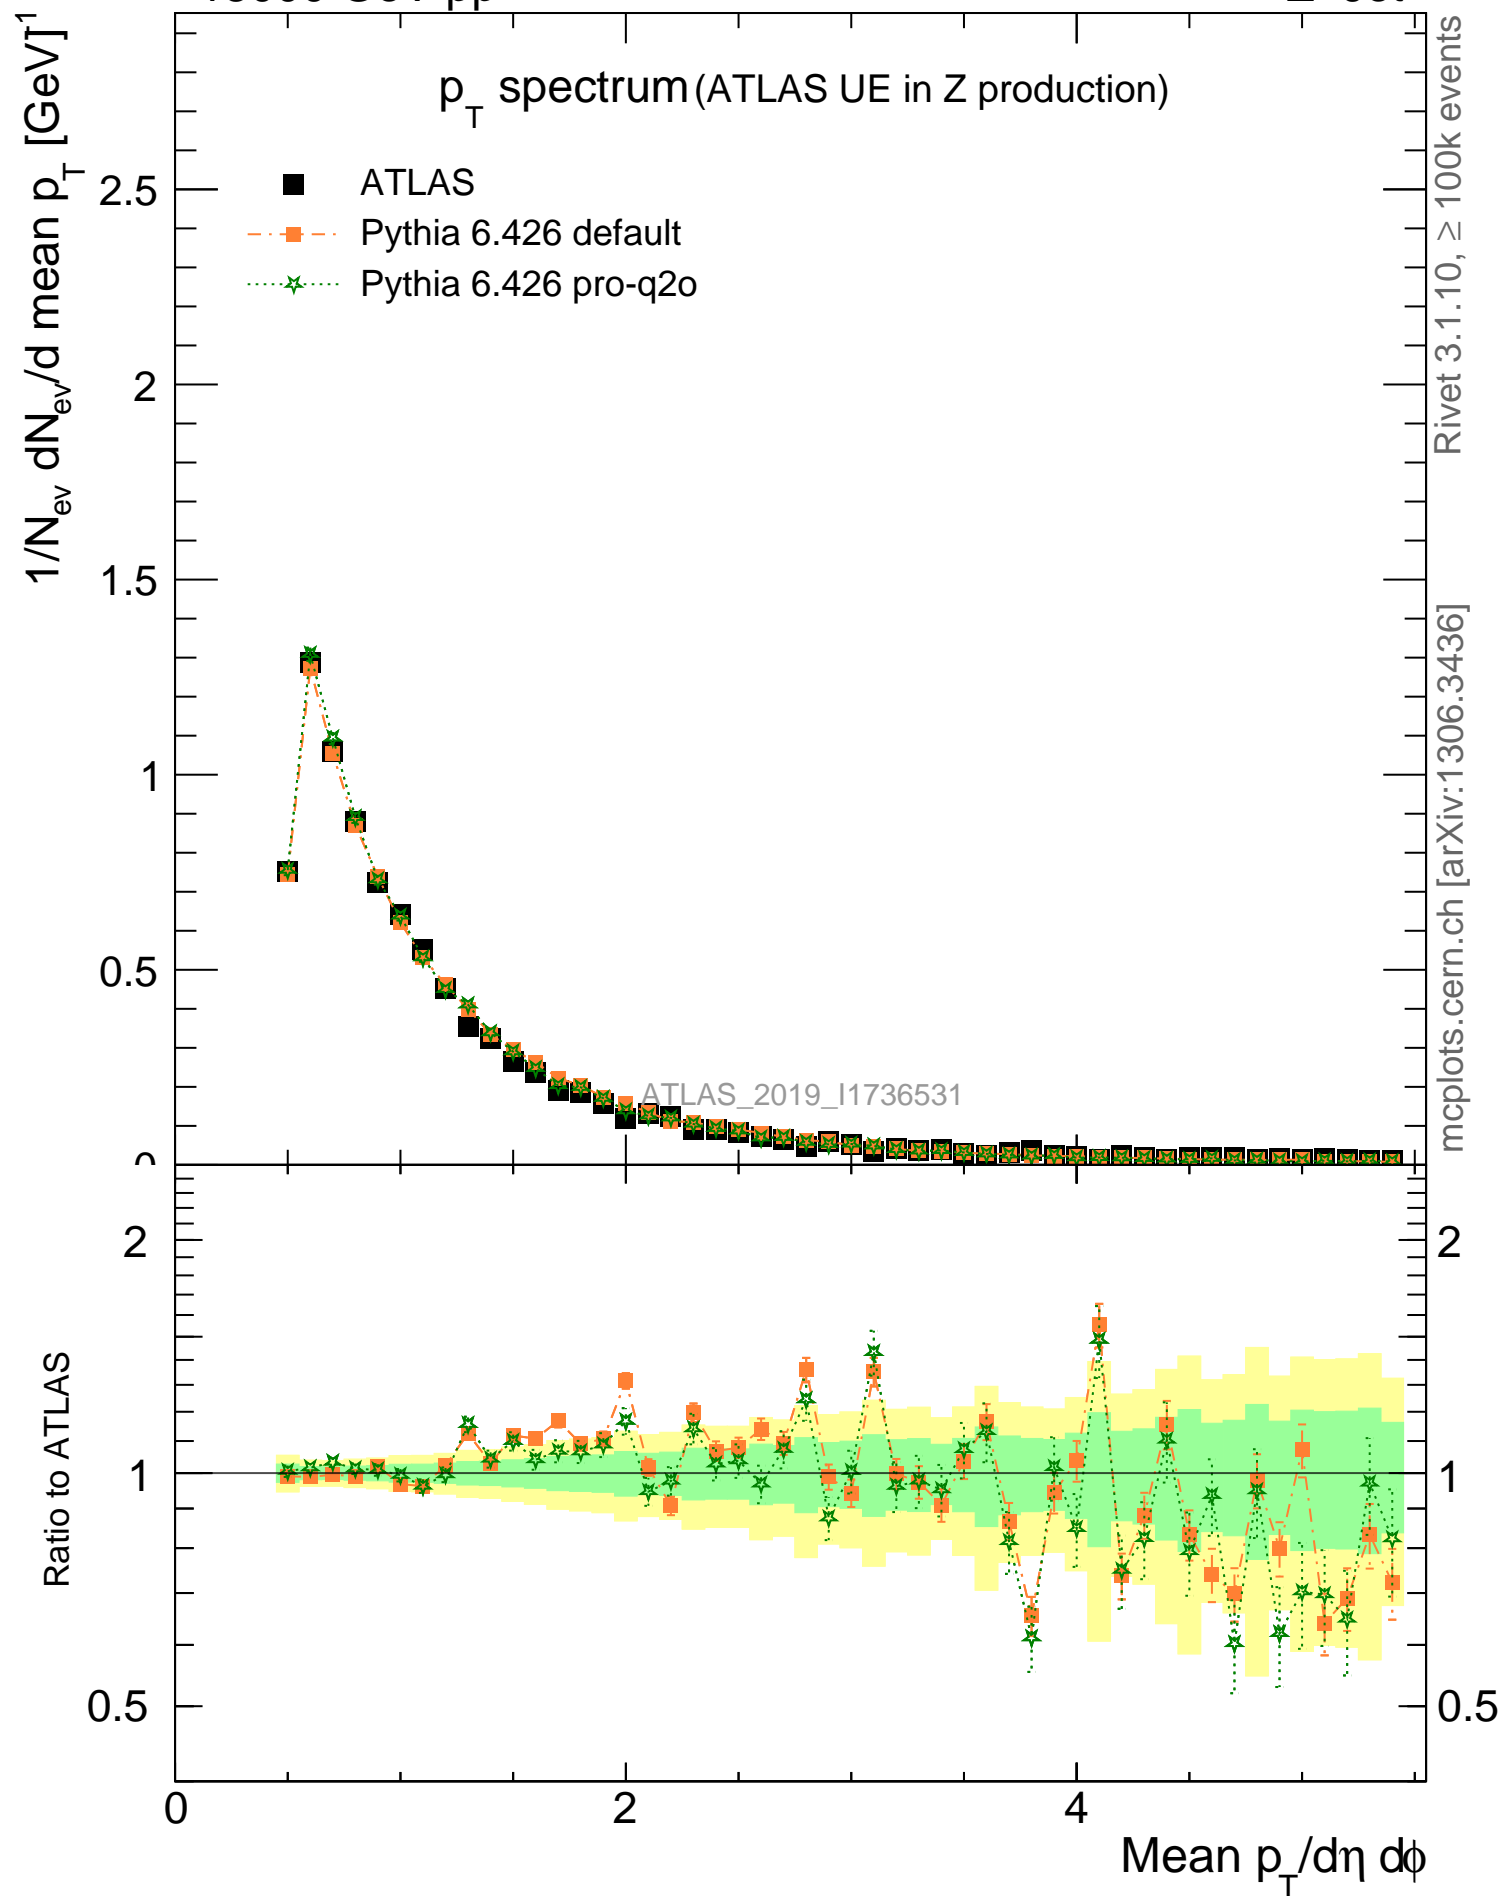 p_T spectrum (ATLAS UE in Z production)
ATLAS
Pythia 6.426 default
Pythia 6.426 pro-q2o
1/N_ev dN_ev/d mean p_T [GeV]^-1
2.5
2
1.5
1
0.5
0
ATLAS_2019_I1736531
Rivet 3.1.10, ≥ 100k events
mcplots.cern.ch [arXiv:1306.3436]
Ratio to ATLAS
2
1
0.5
2
1
0.5
0
2
4
Mean p_T/dη dϕ